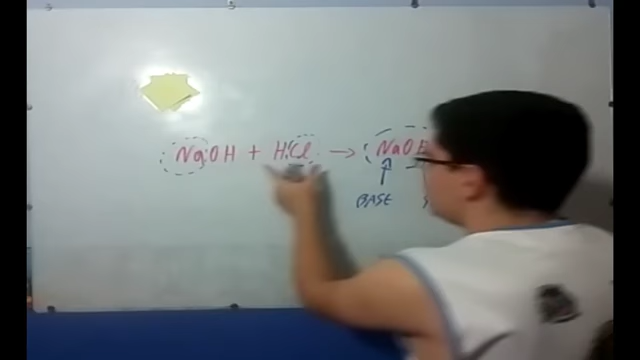 NaOH + HCl → NaO
BASE